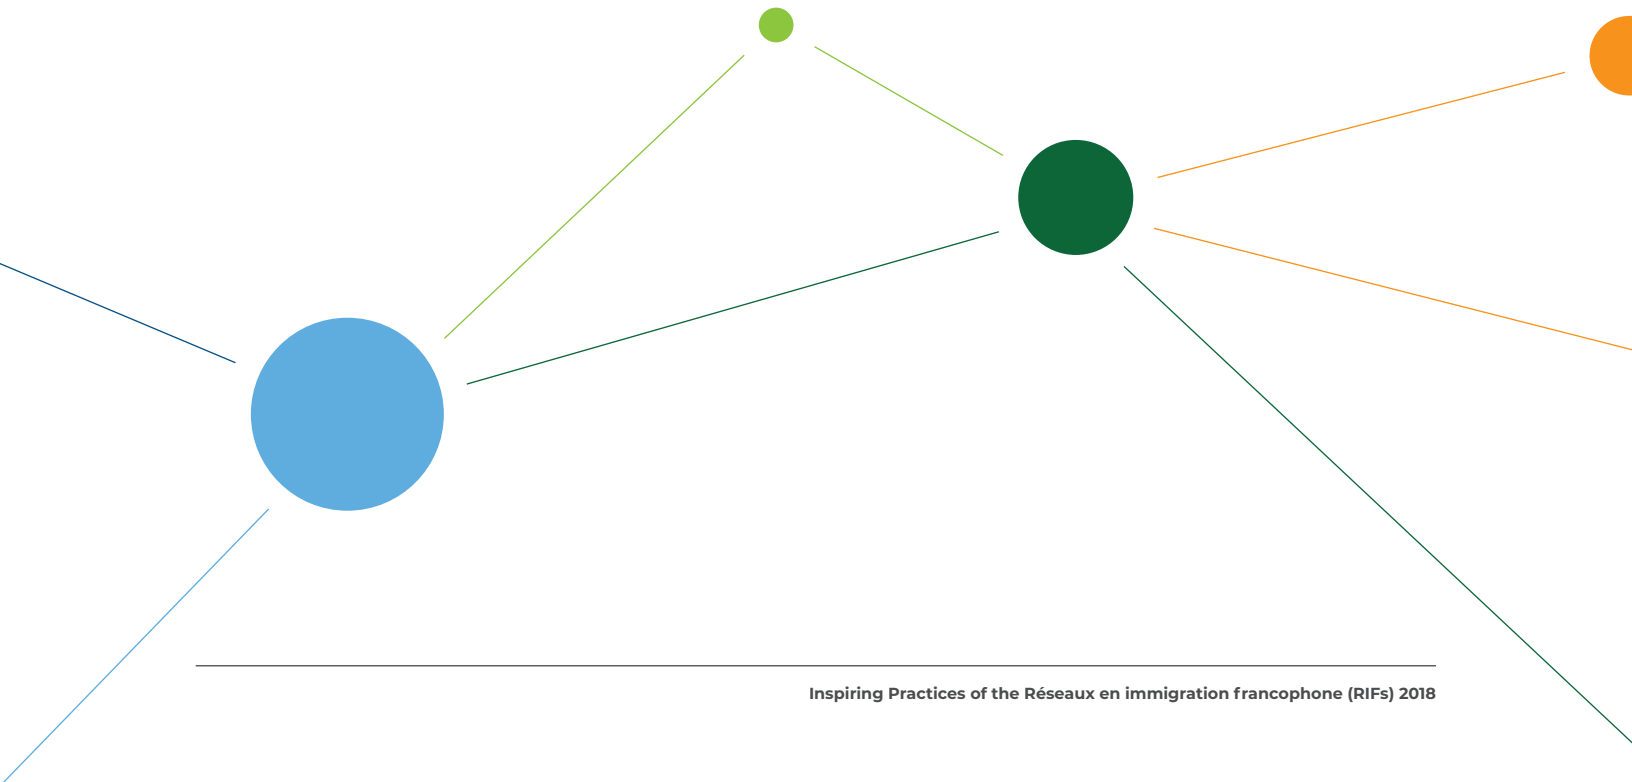 Inspiring Practices of the Réseaux en immigration francophone (RIFs) 2018